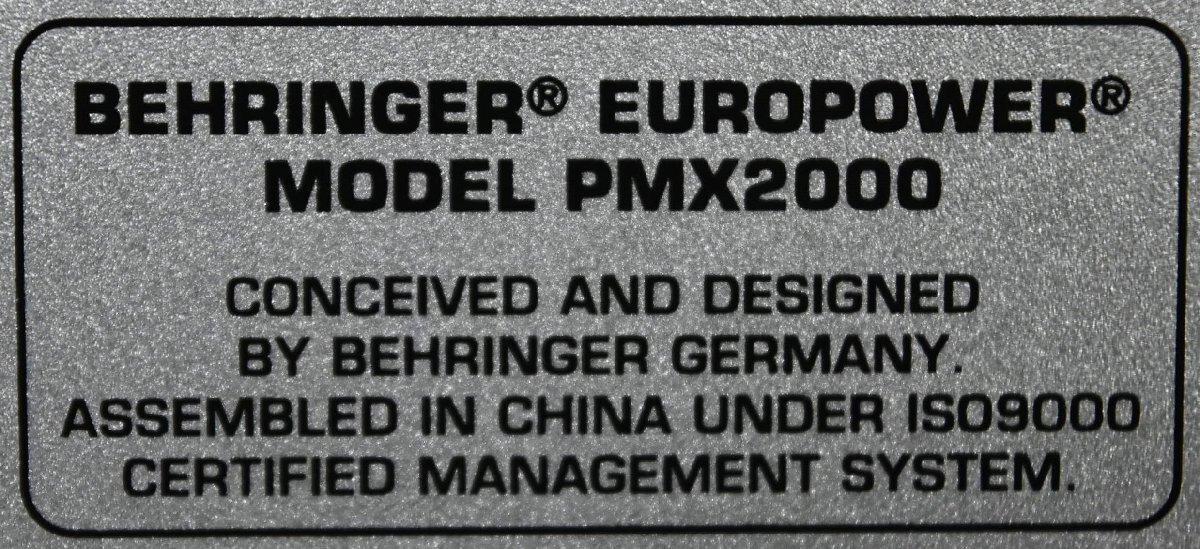 BEHRINGER® EUROPOWER®
MODEL PMX2000
CONCEIVED AND DESIGNED
BY BEHRINGER GERMANY.
ASSEMBLED IN CHINA UNDER ISO9000
CERTIFIED MANAGEMENT SYSTEM.